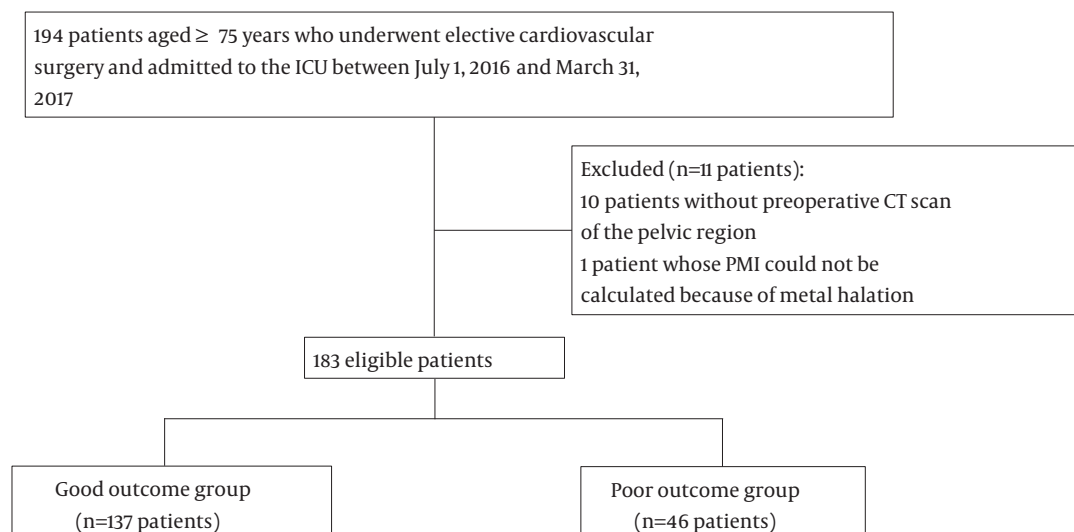 194 patients aged ≥ 75 years who underwent elective cardiovascular
surgery and admitted to the ICU between July 1, 2016 and March 31,
2017
Excluded (n=11 patients):
10 patients without preoperative CT scan
of the pelvic region
1 patient whose PMI could not be
calculated because of metal halation
183 eligible patients
Good outcome group
(n=137 patients)
Poor outcome group
(n=46 patients)